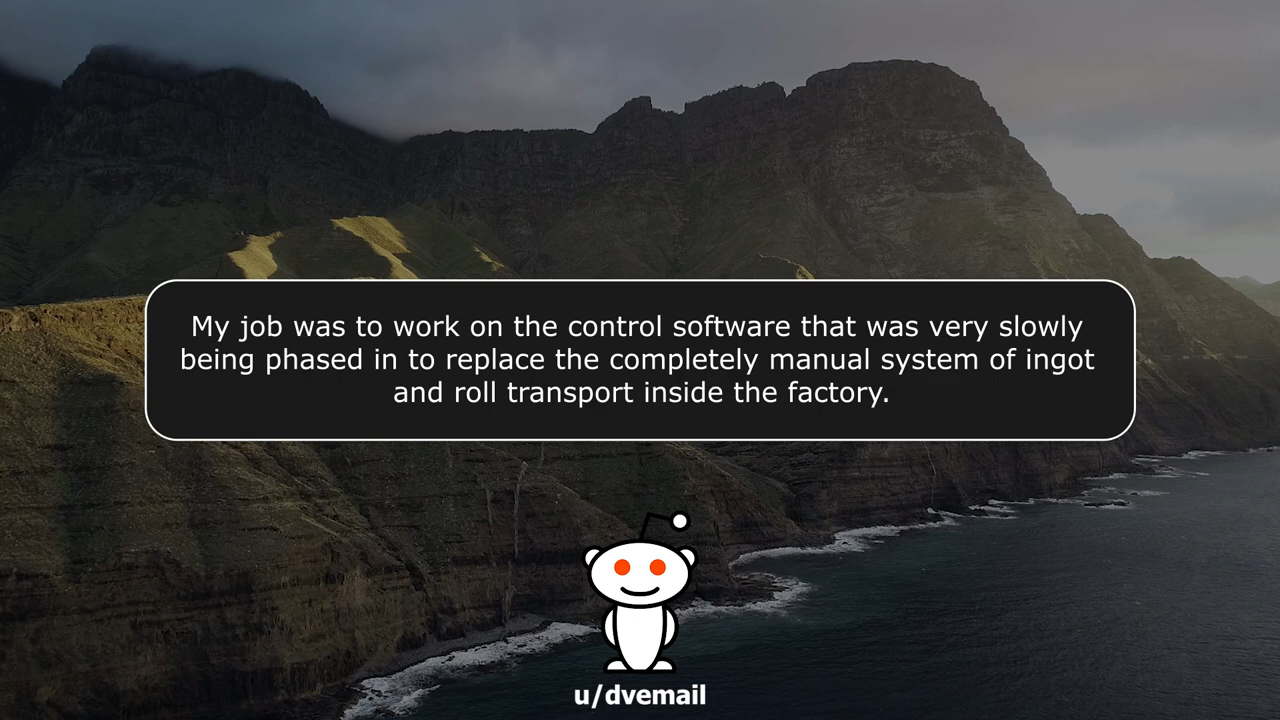 My job was to work on the control software that was very slowly
being phased in to replace the completely manual system of ingot
and roll transport inside the factory.
u/dvemail